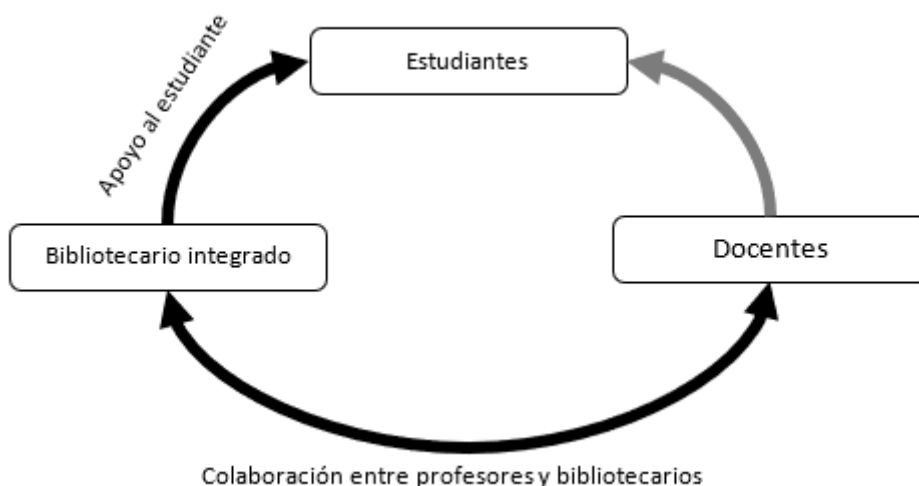 Estudiantes
Apoyo al estudiante
Bibliotecario integrado
Docentes
Colaboración entre profesores y bibliotecarios